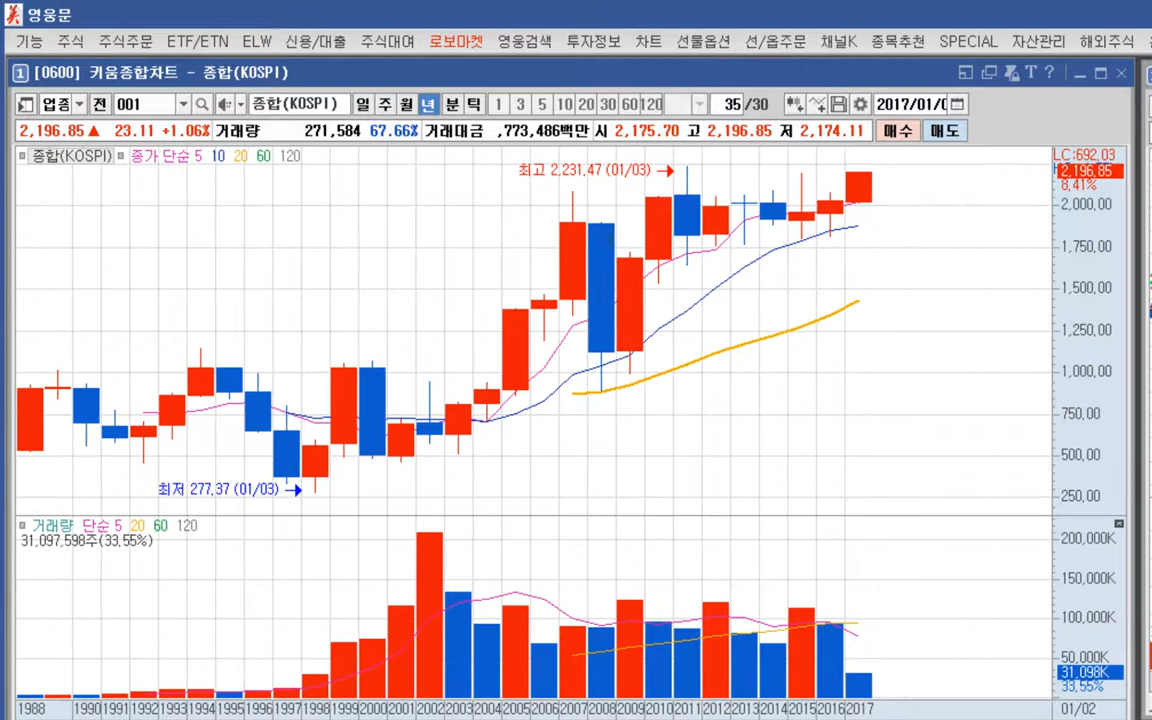 영웅문
기능 주식 주식주문 ETF/ETN ELW 신용/대출 주식대여 로보마켓 영웅검색 투자정보 차트 선물옵션 선/옵주문 채널K 종목추천 SPECIAL 자산관리 해외주식
1 [0600] 키움종합차트 - 종합(KOSPI) T ?
업종 전 001 종합(KOSPI) 일 주 월 년 분 틱 1 3 5 10 20 30 60 120 35 /30 2017/01/0
2,196.85▲ 23.11 +1.06% 거래량 271,584 67.66% 거래대금 ,773,486백만 시 2,175.70 고 2,196.85 저 2,174.11 매수 매도
종합(KOSPI) 종가 단순 5 10 20 60 120
LC:692.03
최고 2,231.47 (01/03)
2,196.85
8.41%
2,000.00
1,750.00
1,500.00
1,250.00
1,000.00
750.00
500.00
최저 277.37 (01/03)
250.00
거래량 단순 5 20 60 120
31,097,598주(33.55%)
200,000K
150,000K
100,000K
50,000K
31,098K
33.55%
1988 1990 1991 1992 1993 1994 1995 1996 1997 1998 1999 2000 2001 2002 2003 2004 2005 2006 2007 2008 2009 2010 2011 2012 2013 2014 2015 2016 2017 01/02